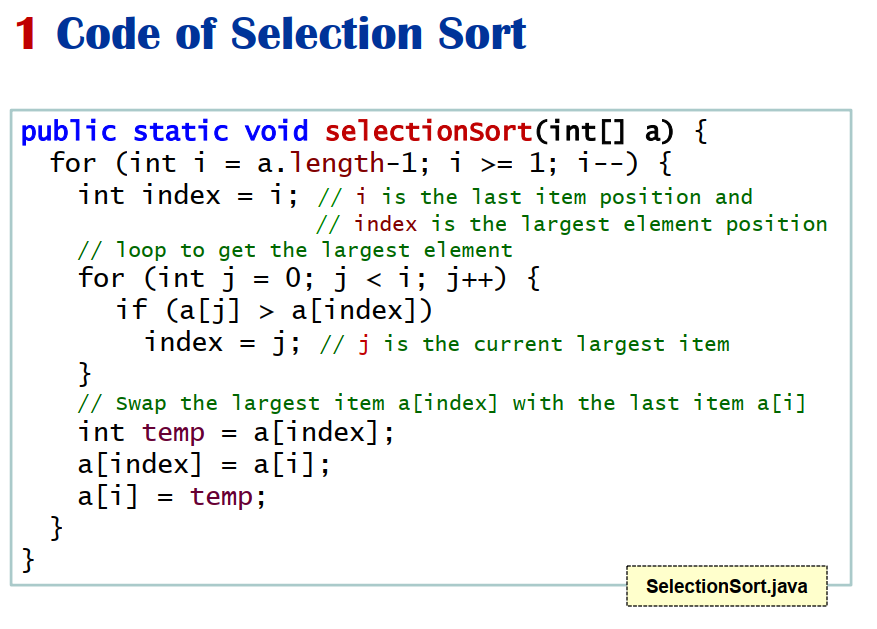 1 Code of Selection Sort
public static void selectionSort(int[] a) {
for (int i = a.length-1; i >= 1; i--) {
int index = i; // i is the last item position and
// index is the largest element position
// loop to get the largest element
for (int j = 0; j < i; j++) {
if (a[j] > a[index])
index = j; // j is the current largest item
}
// Swap the largest item a[index] with the last item a[i]
int temp = a[index];
a[index] = a[i];
a[i] = temp;
}
}
SelectionSort.java